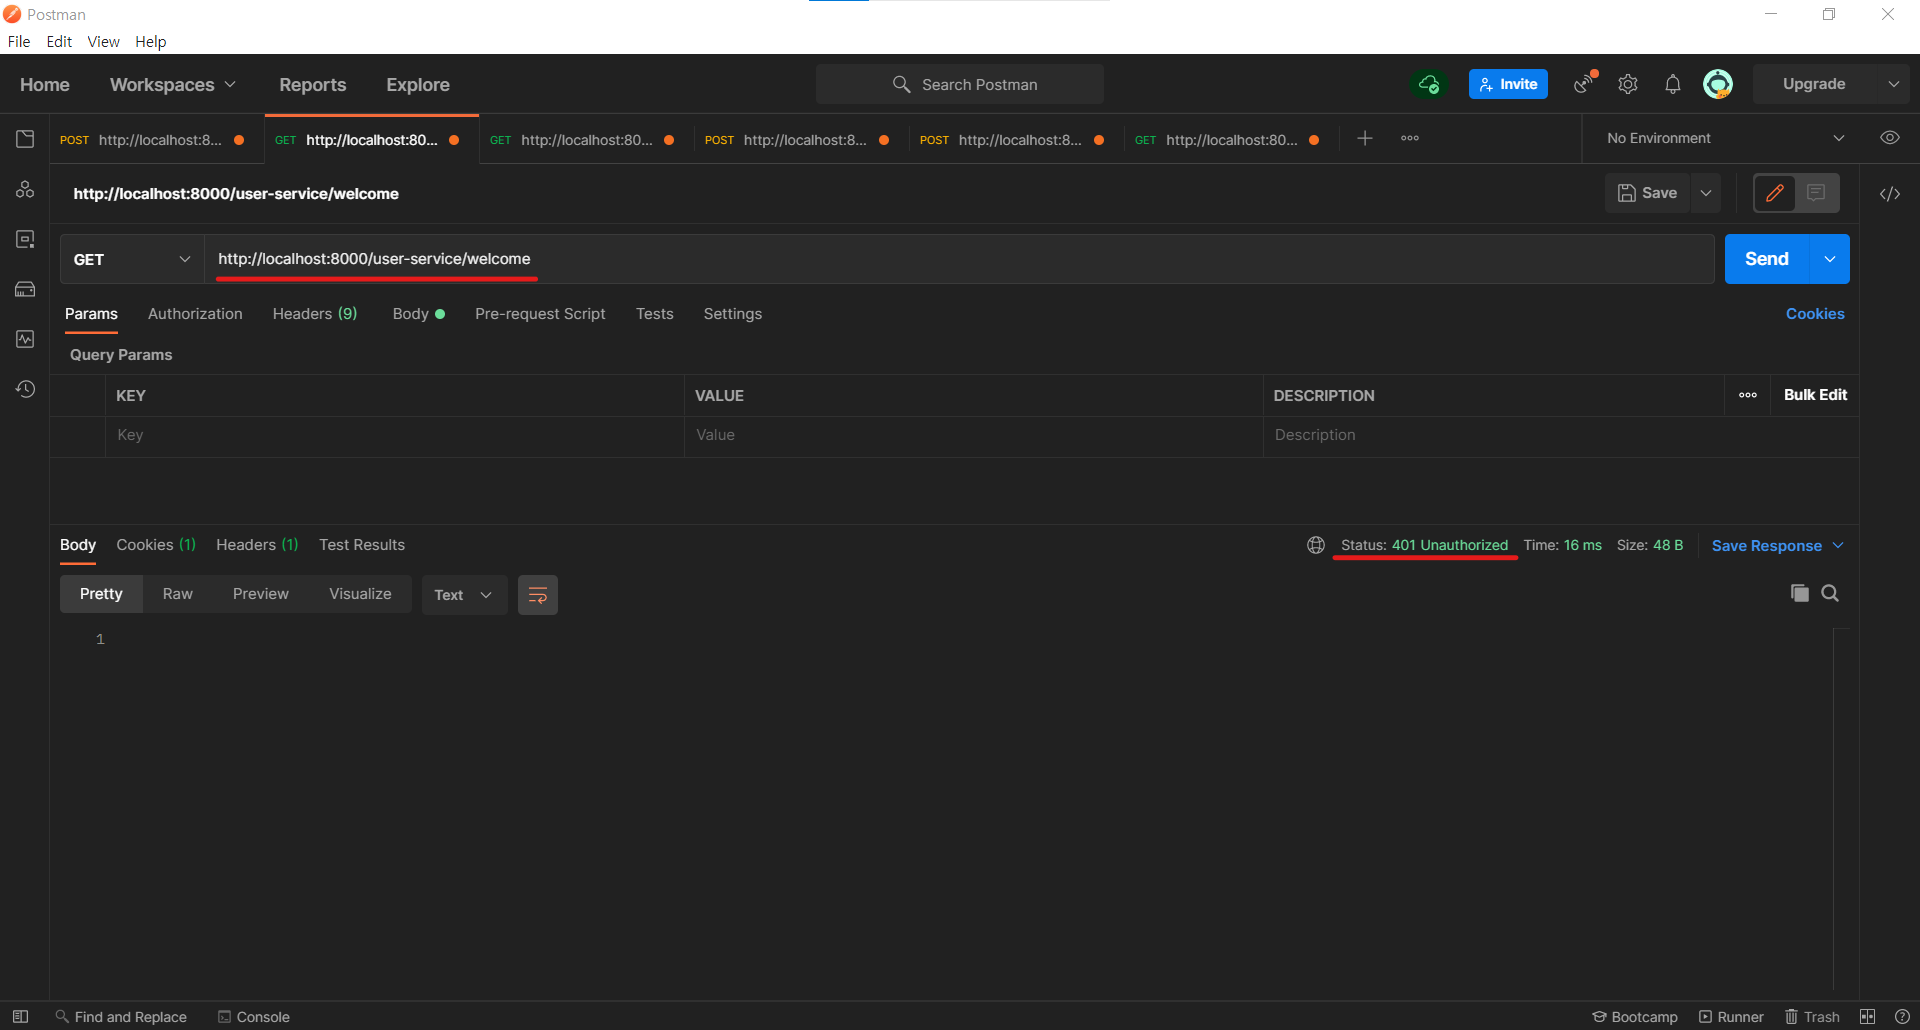 Postman
File Edit View Help
Home Workspaces Reports Explore Search Postman Invite Upgrade
POST http://localhost:8... GET http://localhost:80... GET http://localhost:80... POST http://localhost:8... POST http://localhost:8... GET http://localhost:80... No Environment
http://localhost:8000/user-service/welcome Save
GET http://localhost:8000/user-service/welcome Send
Params Authorization Headers (9) Body Pre-request Script Tests Settings Cookies
Query Params
KEY VALUE DESCRIPTION Bulk Edit
Key Value Description
Body Cookies (1) Headers (1) Test Results Status: 401 Unauthorized Time: 16 ms Size: 48 B Save Response
Pretty Raw Preview Visualize Text
1
Find and Replace Console Bootcamp Runner Trash